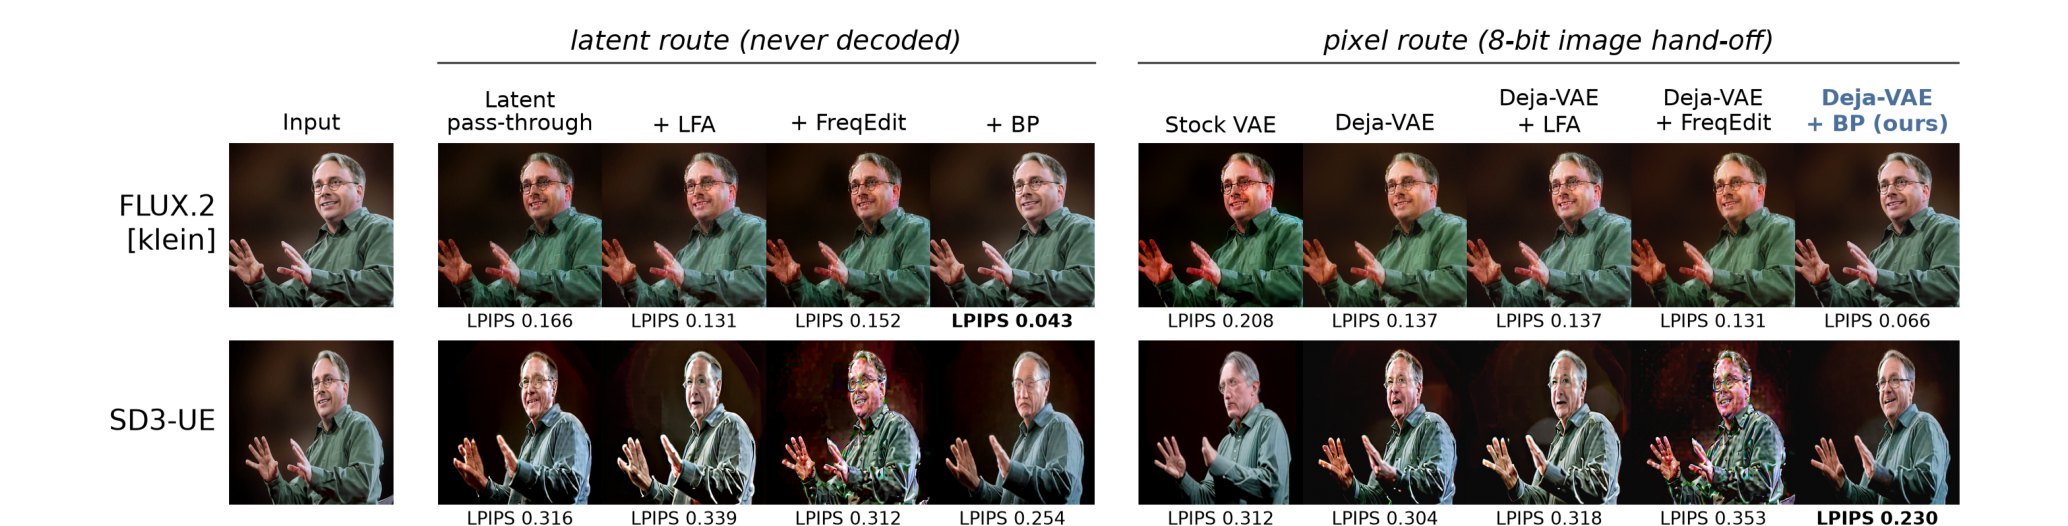 latent route (never decoded)
pixel route (8-bit image hand-off)
Input
Latent
pass-through
+ LFA
+ FreqEdit
+ BP
Stock VAE
Deja-VAE
Deja-VAE
+ LFA
Deja-VAE
+ FreqEdit
Deja-VAE
+ BP (ours)
FLUX.2
[klein]
LPIPS 0.166
LPIPS 0.131
LPIPS 0.152
LPIPS 0.043
LPIPS 0.208
LPIPS 0.137
LPIPS 0.137
LPIPS 0.131
LPIPS 0.066
SD3-UE
LPIPS 0.316
LPIPS 0.339
LPIPS 0.312
LPIPS 0.254
LPIPS 0.312
LPIPS 0.304
LPIPS 0.318
LPIPS 0.353
LPIPS 0.230